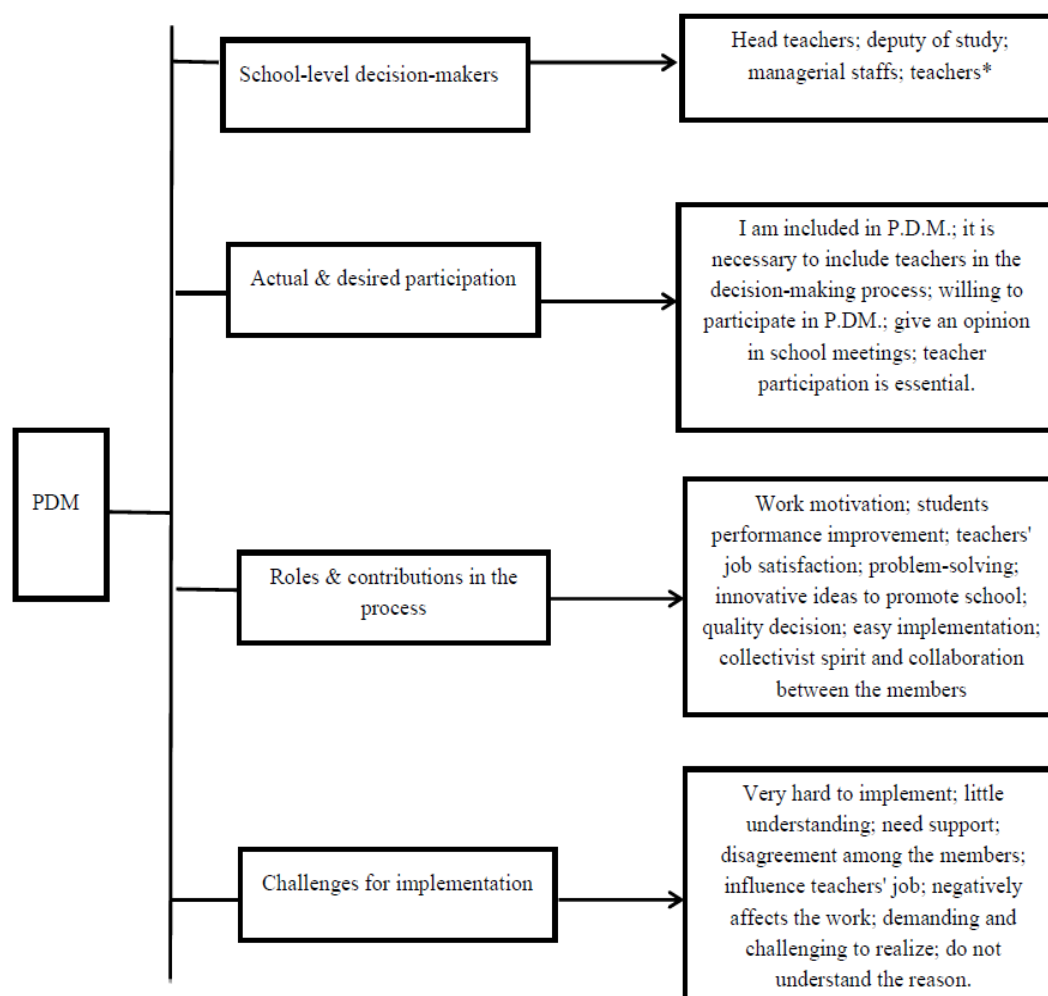 School-level decision-makers
Head teachers; deputy of study;
managerial staffs; teachers*
Actual & desired participation
I am included in P.D.M.; it is
necessary to include teachers in the
decision-making process; willing to
participate in P.DM.; give an opinion
in school meetings; teacher
participation is essential.
PDM
Roles & contributions in the
process
Work motivation; students
performance improvement; teachers'
job satisfaction; problem-solving;
innovative ideas to promote school;
quality decision; easy implementation;
collectivist spirit and collaboration
between the members
Challenges for implementation
Very hard to implement; little
understanding; need support;
disagreement among the members;
influence teachers' job; negatively
affects the work; demanding and
challenging to realize; do not
understand the reason.